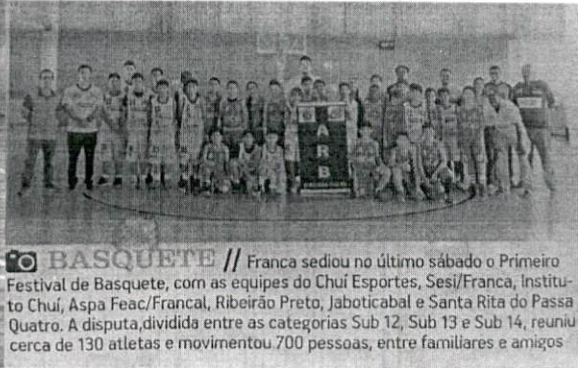 A
R
B
BASQUETE // Franca sediou no último sábado o Primeiro
Festival de Basquete, com as equipes do Chuí Esportes, Sesi/Franca, Institu-
to Chuí, Aspa Feac/Francal, Ribeirão Preto, Jaboticabal e Santa Rita do Passa
Quatro. A disputa,dividida entre as categorias Sub 12, Sub 13 e Sub 14, reuniu
cerca de 130 atletas e movimentou 700 pessoas, entre familiares e amigos